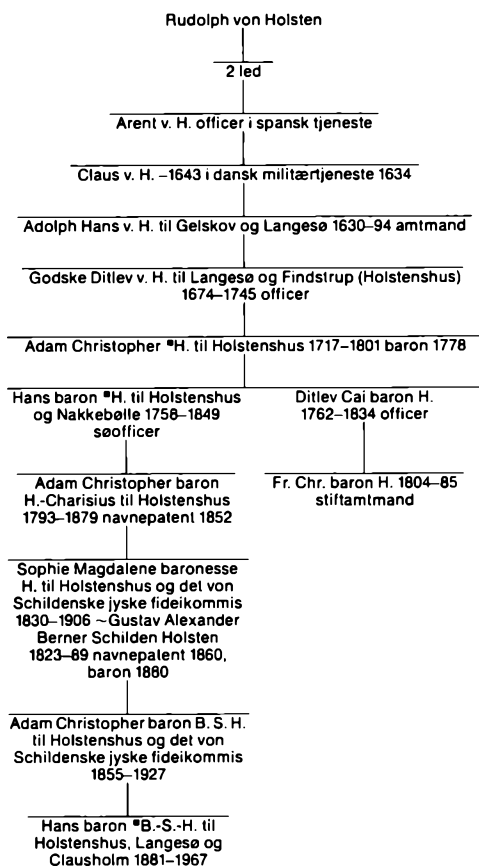 Rudolph von Holsten
2 led
Arent v. H. officer i spansk tjeneste
Claus v. H. –1643 i dansk militærtjeneste 1634
Adolph Hans v. H. til Gelskov og Langesø 1630–94 amtmand
Godske Ditlev v. H. til Langesø og Findstrup (Holstenshus)
1674–1745 officer
Adam Christopher ■H. til Holstenshus 1717–1801 baron 1778
Hans baron ■H. til Holstenshus
og Nakkebølle 1758–1849
søofficer
Ditlev Cai baron H.
1762–1834 officer
Adam Christopher baron
H.-Charisius til Holstenshus
1793–1879 navnepatent 1852
Fr. Chr. baron H. 1804–85
stiftamtmand
Sophie Magdalene baronesse
H. til Holstenshus og det von
Schildenske jyske fideikommis
1830–1906 ~Gustav Alexander
Berner Schilden Holsten
1823–89 navnepatent 1860,
baron 1880
Adam Christopher baron B. S. H.
til Holstenshus og det von
Schildenske jyske fideikommis
1855–1927
Hans baron ■B.-S.-H. til
Holstenshus, Langesø og
Clausholm 1881–1967